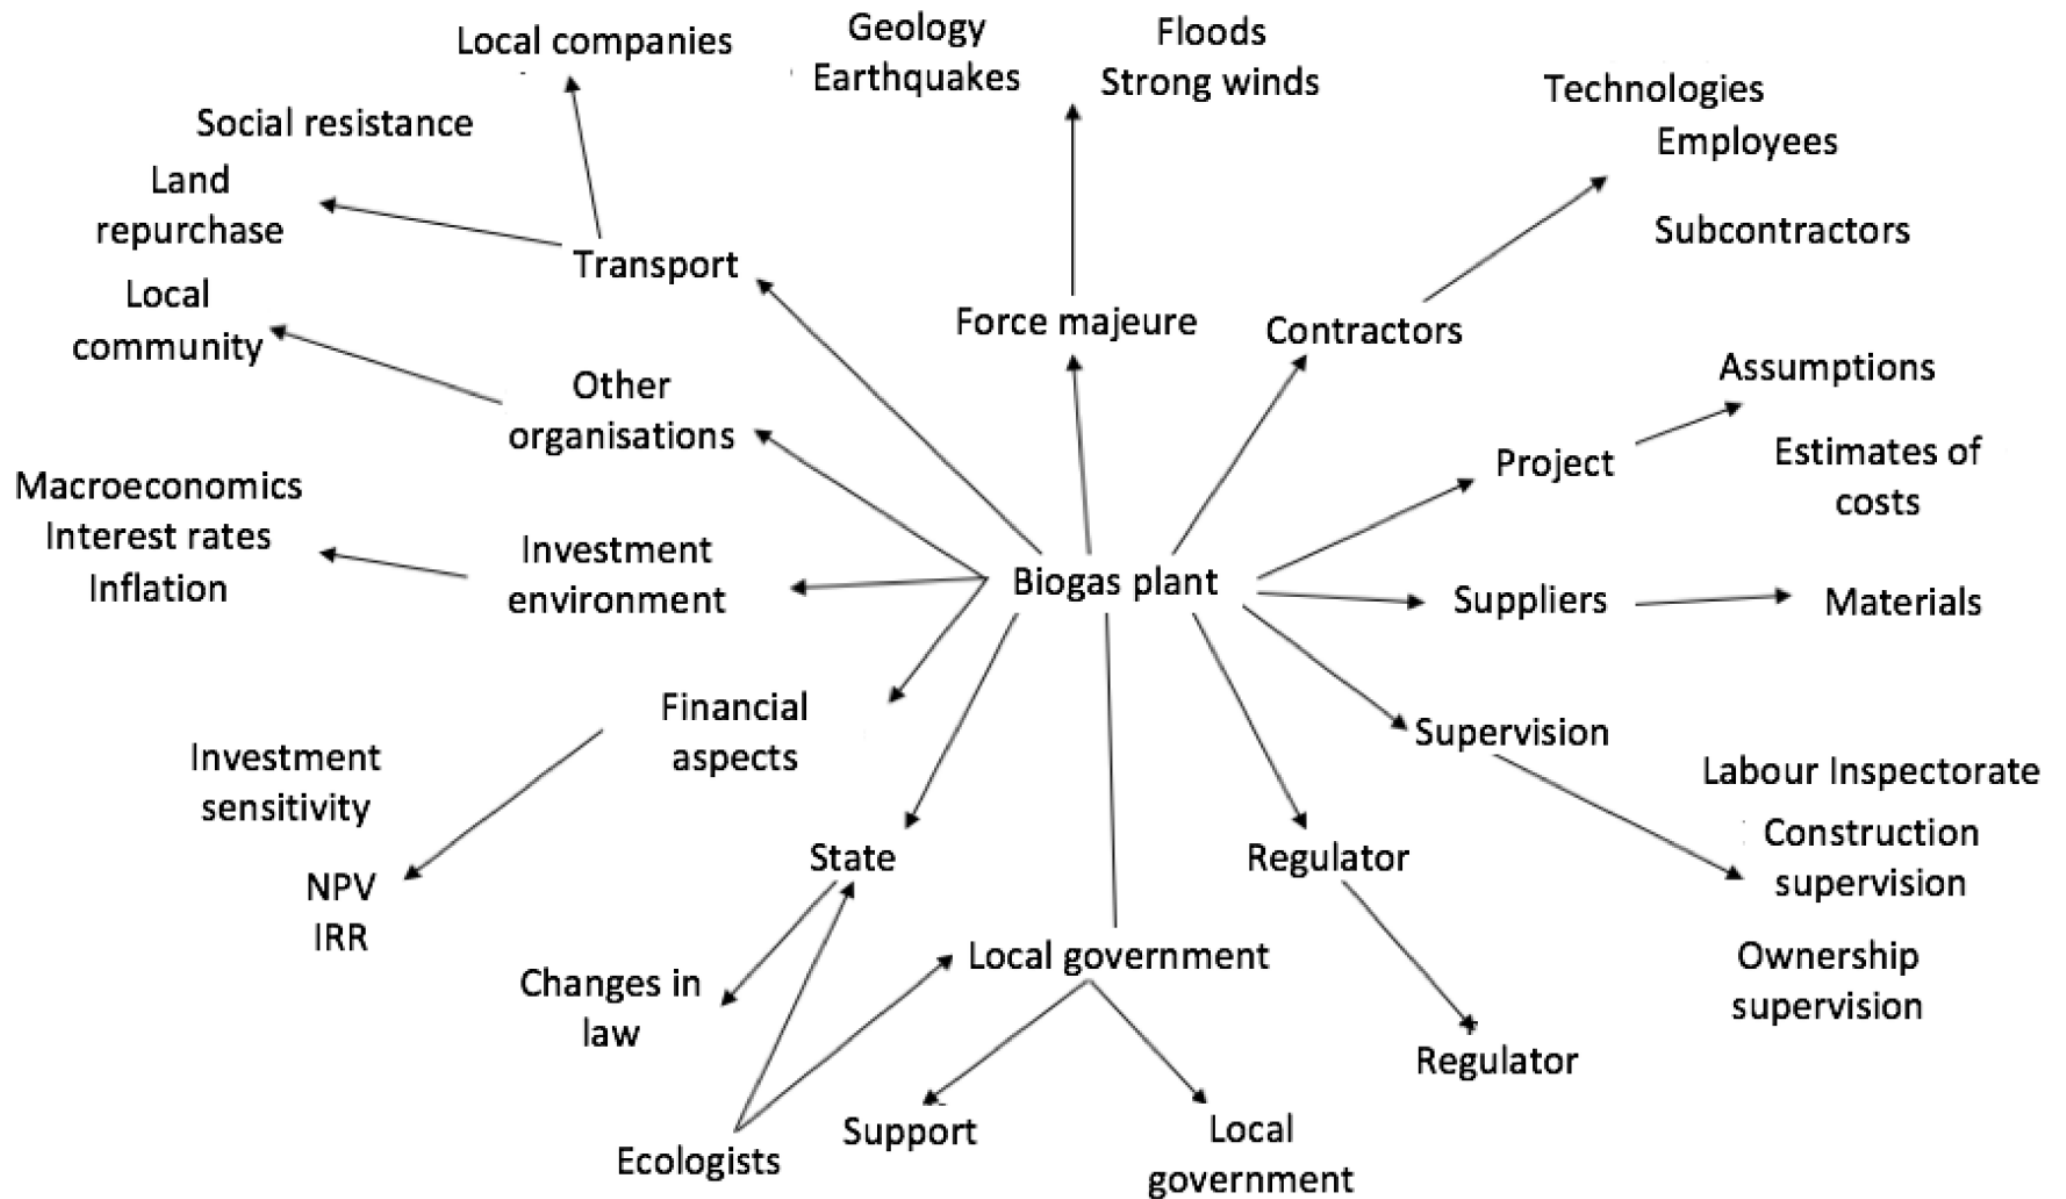 Local companies
Geology
Earthquakes
Floods
Strong winds
Technologies
Employees
Subcontractors
Social resistance
Land
repurchase
Transport
Local
community
Force majeure
Contractors
Other
organisations
Assumptions
Project
Estimates of
costs
Macroeconomics
Interest rates
Inflation
Investment
environment
Biogas plant
Suppliers
Materials
Financial
aspects
Supervision
Investment
sensitivity
Labour Inspectorate
Construction
supervision
NPV
IRR
State
Regulator
Changes in
law
Local government
Ownership
supervision
Regulator
Ecologists
Support
Local
government